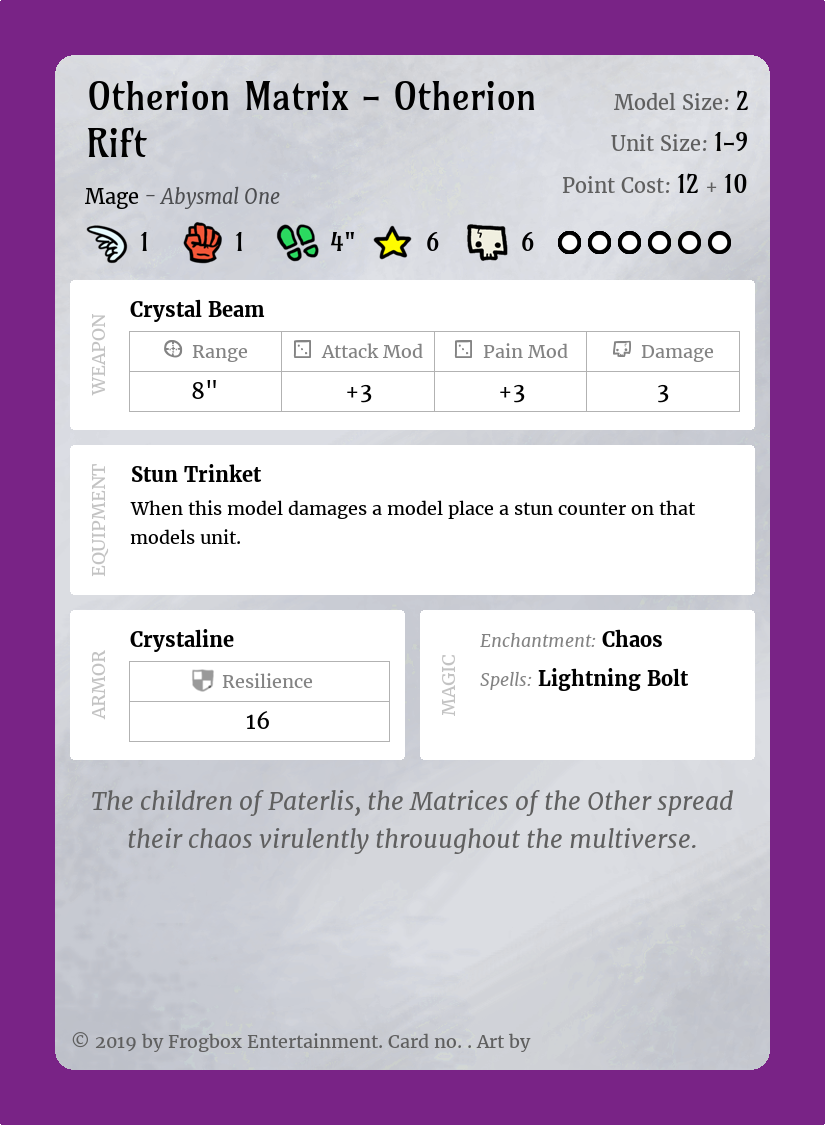 Otherion Matrix – Otherion
Rift
Model Size: 2
Unit Size: 1–9
Point Cost: 12 + 10
Mage – Abysmal One
1 1 4" 6 6
WEAPON
Crystal Beam
Range Attack Mod Pain Mod Damage
8" +3 +3 3
EQUIPMENT
Stun Trinket
When this model damages a model place a stun counter on that
models unit.
ARMOR
Crystaline
Resilience
16
MAGIC
Enchantment: Chaos
Spells: Lightning Bolt
The children of Paterlis, the Matrices of the Other spread
their chaos virulently throuughout the multiverse.
© 2019 by Frogbox Entertainment. Card no. . Art by